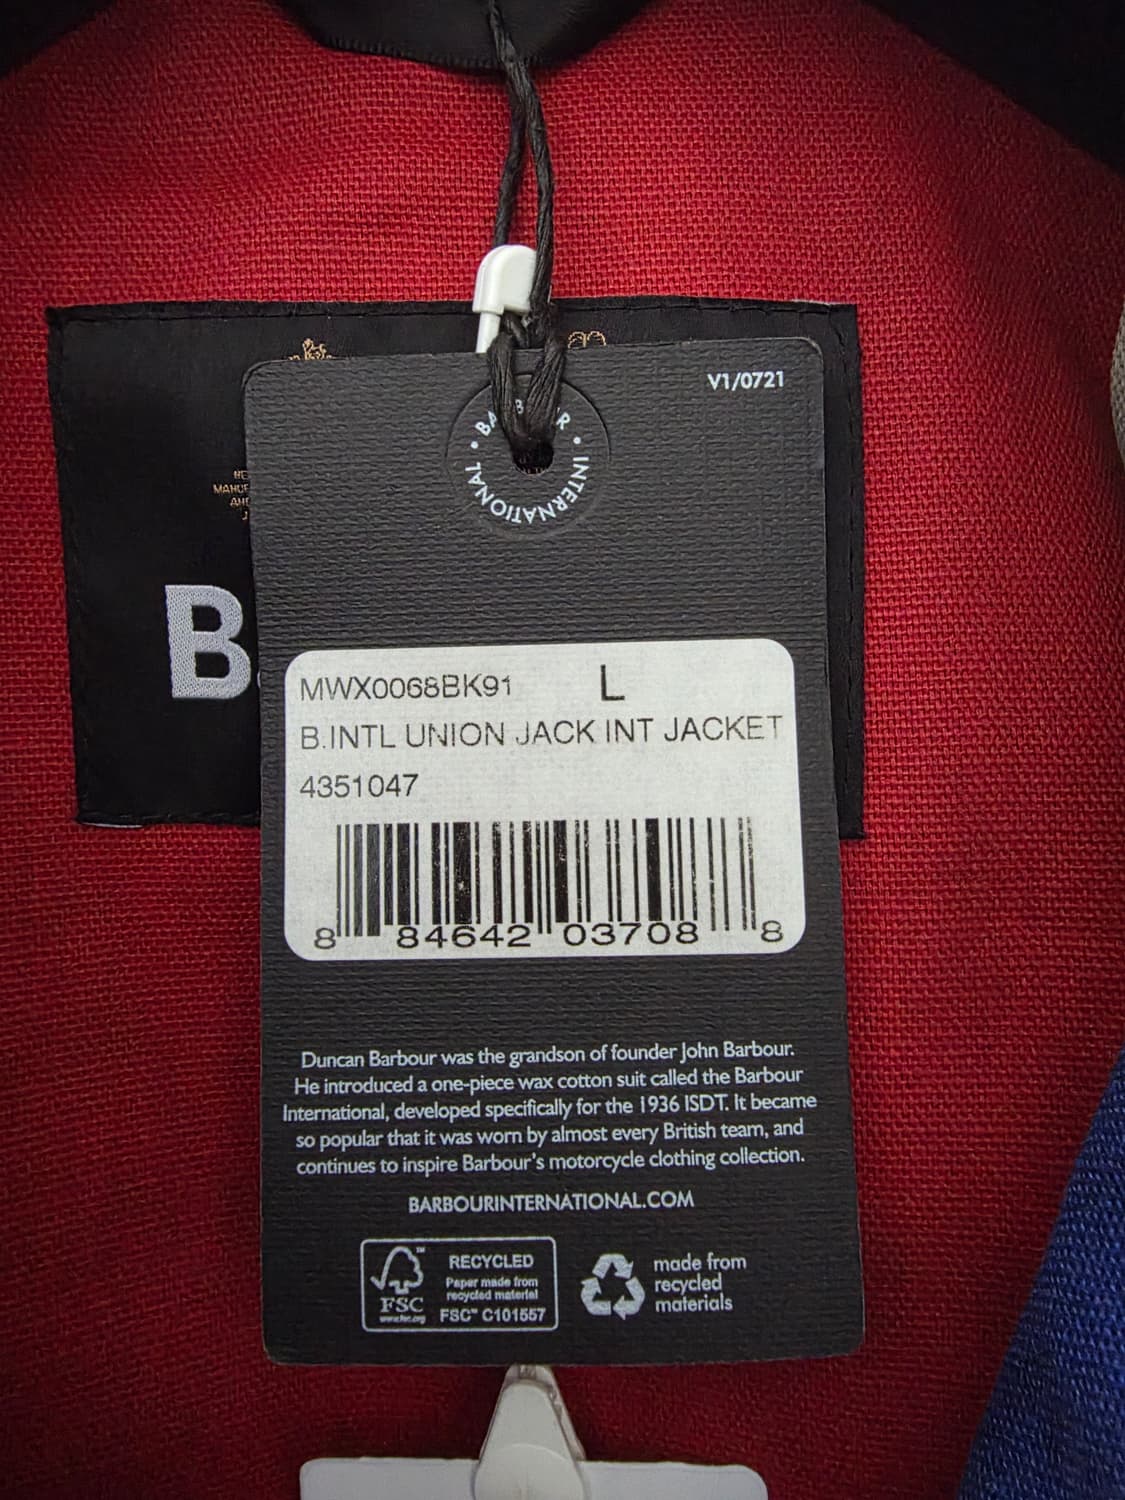 V1/0721
BARBOUR • INTERNATIONAL •
B.
MWX0068BK91 L
B.INTL UNION JACK INT JACKET
4351047
8 84642 03708 8
Duncan Barbour was the grandson of founder John Barbour.
He introduced a one-piece wax cotton suit called the Barbour
International, developed specifically for the 1936 ISDT. It became
so popular that it was worn by almost every British team, and
continues to inspire Barbour's motorcycle clothing collection.
BARBOURINTERNATIONAL.COM
FSC™
www.fsc.org
RECYCLED
Paper made from
recycled material
FSC™ C101557
made from
recycled
materials